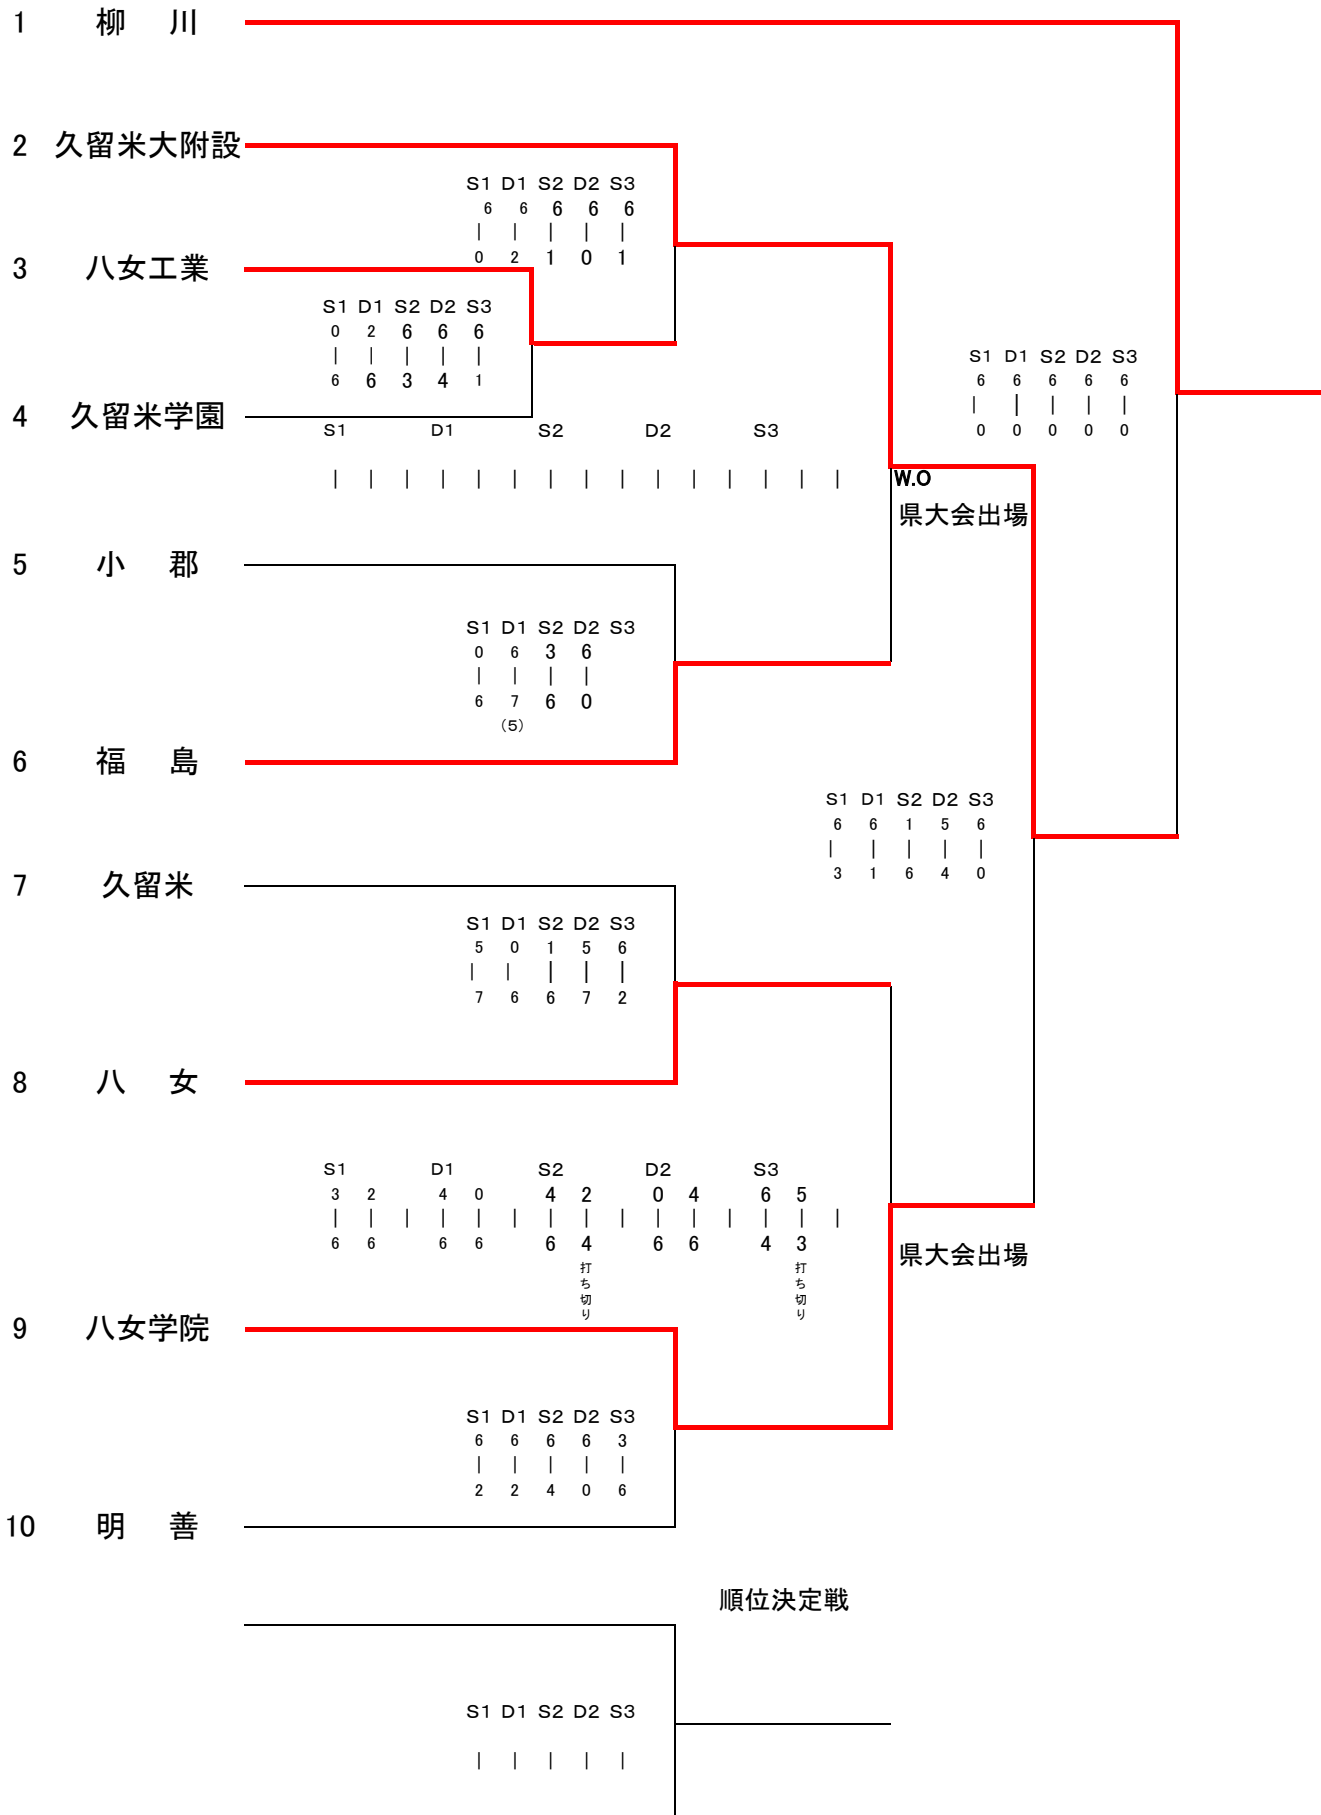 1 柳 川
2 久留米大附設
S1 D1 S2 D2 S3
6 6 6 6 6
| | | | |
0 2 1 0 1
3 八女工業
S1 D1 S2 D2 S3
0 2 6 6 6
| | | | |
6 6 3 4 1
S1 D1 S2 D2 S3
6 6 6 6 6
| | | | |
0 0 0 0 0
4 久留米学園
S1 D1 S2 D2 S3
| | | | | | | | | | | | | | |
W.O
県大会出場
5 小 郡
S1 D1 S2 D2 S3
0 6 3 6
| | | |
6 7 6 0
(5)
6 福 島
S1 D1 S2 D2 S3
6 6 1 5 6
| | | | |
3 1 6 4 0
7 久留米
S1 D1 S2 D2 S3
5 0 1 5 6
| | | | |
7 6 6 7 2
8 八 女
S1 D1 S2 D2 S3
3 2 4 0 4 2 0 4 6 5
| | | | | | | | | | | | | | |
6 6 6 6 6 4 6 6 4 3
打ち切り 打ち切り
県大会出場
9 八女学院
S1 D1 S2 D2 S3
6 6 6 6 3
| | | | |
2 2 4 0 6
10 明 善
順位決定戦
S1 D1 S2 D2 S3
| | | | |